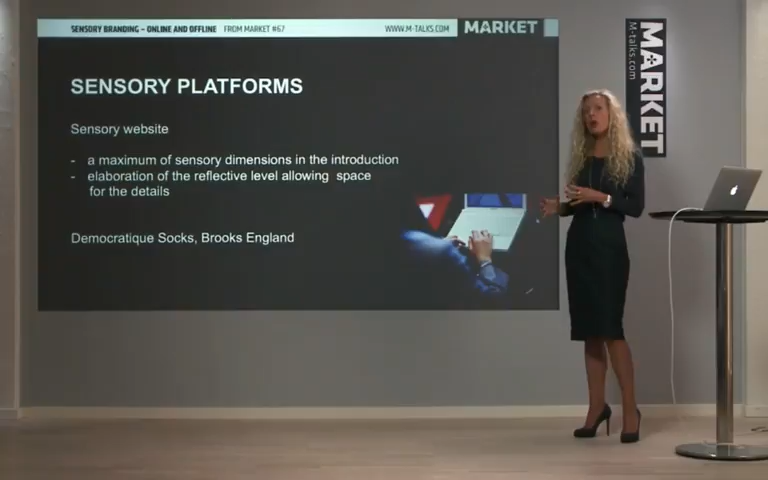 SENSORY BRANDING – ONLINE AND OFFLINE FROM MARKET #67 WWW.M-TALKS.COM MARKET
SENSORY PLATFORMS
Sensory website
- a maximum of sensory dimensions in the introduction
- elaboration of the reflective level allowing space
for the details
Democratique Socks, Brooks England
MARKET
M-talks.com